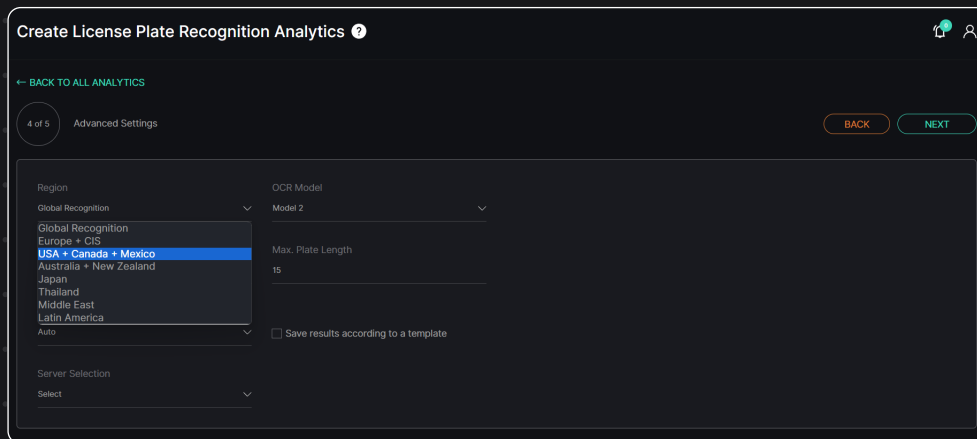 Create License Plate Recognition Analytics ?
0
← BACK TO ALL ANALYTICS
4 of 5
Advanced Settings
BACK
NEXT
Region
OCR Model
Global Recognition
Model 2
Global Recognition
Europe + CIS
USA + Canada + Mexico
Australia + New Zealand
Japan
Thailand
Middle East
Latin America
Max. Plate Length
15
Auto
Save results according to a template
Server Selection
Select